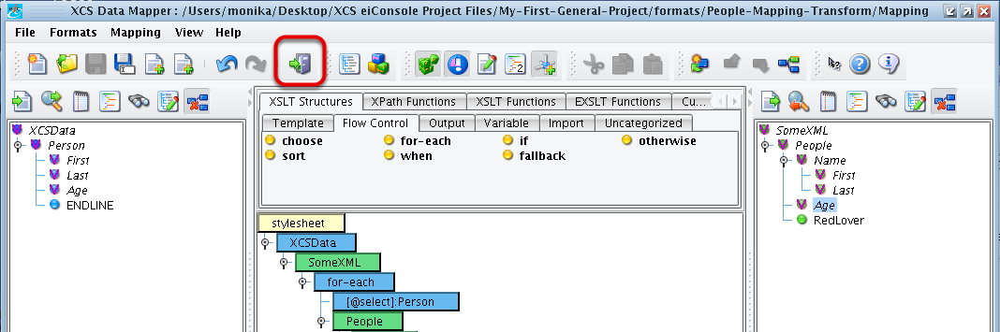 XCS Data Mapper : /Users/monika/Desktop/XCS eiConsole Project Files/My-First-General-Project/formats/People-Mapping-Transform/Mapping
File Formats Mapping View Help
XSLT Structures XPath Functions XSLT Functions EXSLT Functions Cu...
Template Flow Control Output Variable Import Uncategorized
choose for-each if otherwise
sort when fallback
XCSData
Person
First
Last
Age
ENDLINE
stylesheet
XCSData
SomeXML
for-each
[@select]:Person
People
SomeXML
People
Name
First
Last
Age
RedLover